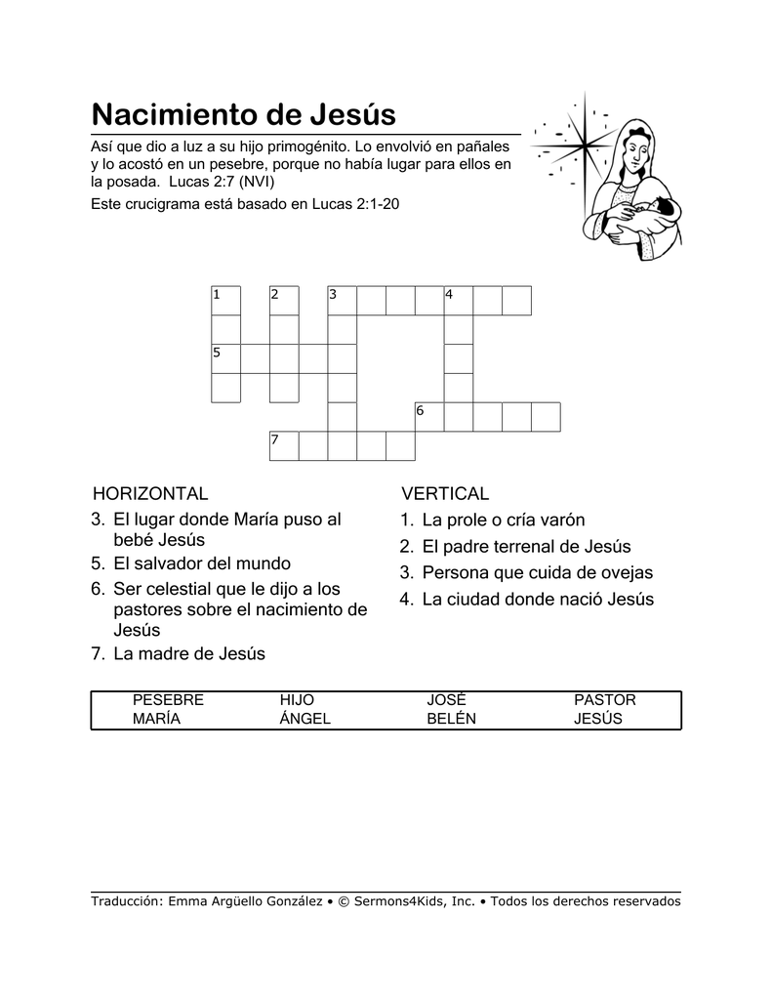 Nacimiento de Jesús
Así que dio a luz a su hijo primogénito. Lo envolvió en pañales
y lo acostó en un pesebre, porque no había lugar para ellos en
la posada.  Lucas 2:7 (NVI)
Este crucigrama está basado en Lucas 2:1-20
1 2 3 4
5
6
7
HORIZONTAL
3. El lugar donde María puso al
bebé Jesús
5. El salvador del mundo
6. Ser celestial que le dijo a los
pastores sobre el nacimiento de
Jesús
7. La madre de Jesús
VERTICAL
1. La prole o cría varón
2. El padre terrenal de Jesús
3. Persona que cuida de ovejas
4. La ciudad donde nació Jesús
PESEBRE HIJO JOSÉ PASTOR
MARÍA ÁNGEL BELÉN JESÚS
Traducción: Emma Argüello González • © Sermons4Kids, Inc. • Todos los derechos reservados